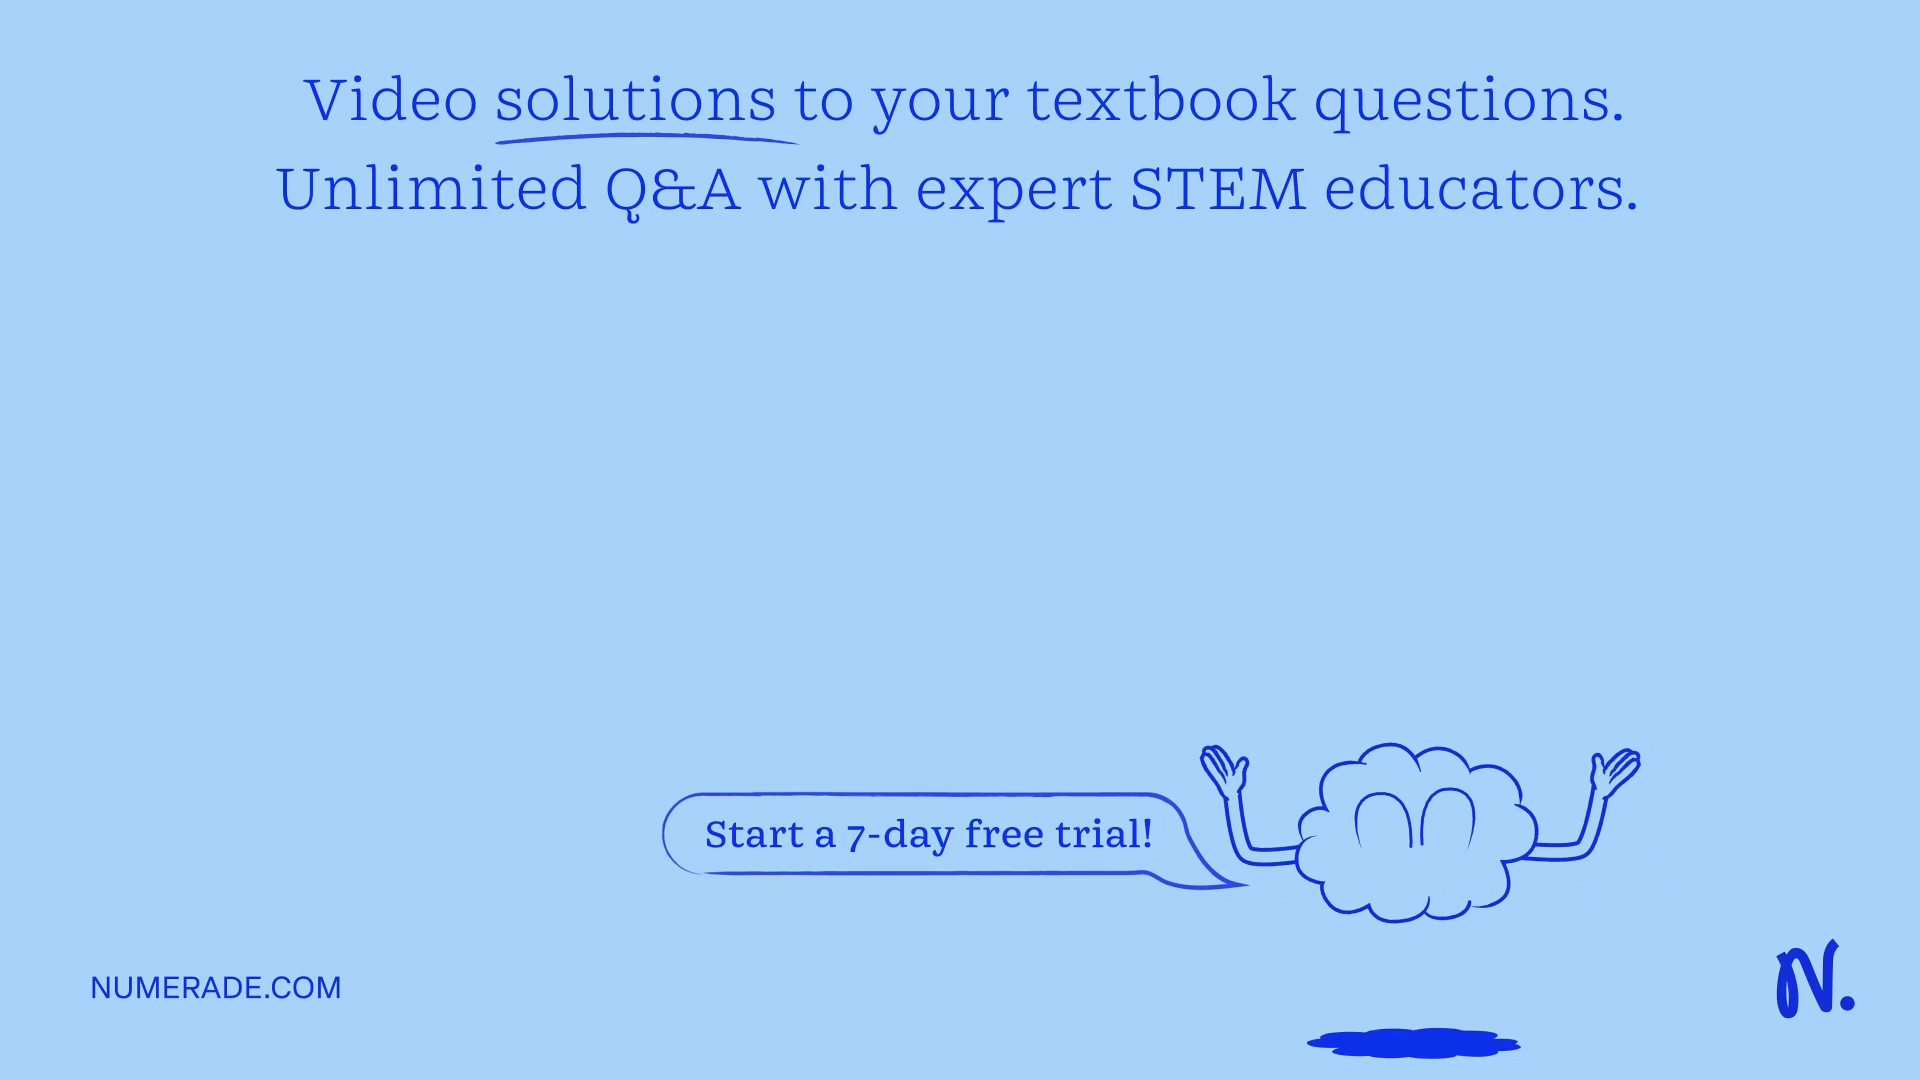 Video solutions to your textbook questions.
Unlimited Q&A with expert STEM educators.
Start a 7-day free trial!
NUMERADE.COM
N.